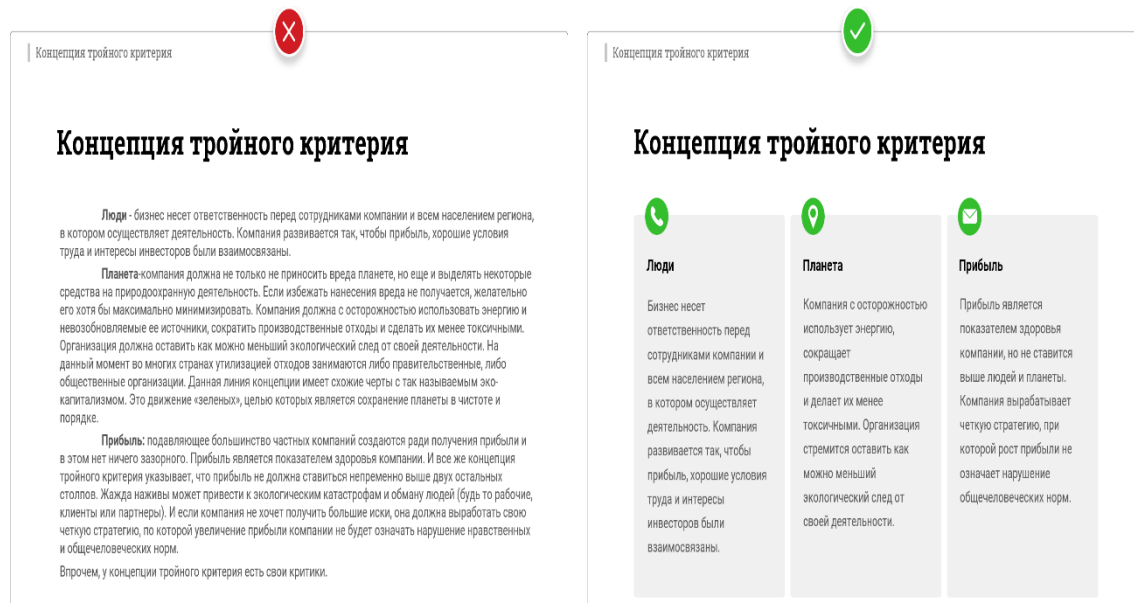 Концепция тройного критерия
Концепция тройного критерия
Люди - бизнес несет ответственность перед сотрудниками компании и всем населением региона,
в котором осуществляет деятельность. Компания развивается так, чтобы прибыль, хорошие условия
труда и интересы инвесторов были взаимосвязаны.
Планета-компания должна не только не приносить вреда планете, но еще и выделять некоторые
средства на природоохранную деятельность. Если избежать нанесения вреда не получается, желательно
его хотя бы максимально минимизировать. Компания должна с осторожностью использовать энергию и
невозобновляемые ее источники, сократить производственные отходы и сделать их менее токсичными.
Организация должна оставить как можно меньший экологический след от своей деятельности. На
данный момент во многих странах утилизацией отходов занимаются либо правительственные, либо
общественные организации. Данная линия концепции имеет схожие черты с так называемым эко-
капитализмом. Это движение «зеленых», целью которых является сохранение планеты в чистоте и
порядке.
Прибыль: подавляющее большинство частных компаний создаются ради получения прибыли и
в этом нет ничего зазорного. Прибыль является показателем здоровья компании. И все же концепция
тройного критерия указывает, что прибыль не должна ставиться непременно выше двух остальных
столпов. Жажда наживы может привести к экологическим катастрофам и обману людей (будь то рабочие,
клиенты или партнеры). И если компания не хочет получить большие иски, она должна выработать свою
четкую стратегию, по которой увеличение прибыли компании не будет означать нарушение нравственных
и общечеловеческих норм.
Впрочем, у концепции тройного критерия есть свои критики.
Концепция тройного критерия
Концепция тройного критерия
Люди
Бизнес несет
ответственность перед
сотрудниками компании и
всем населением региона,
в котором осуществляет
деятельность. Компания
развивается так, чтобы
прибыль, хорошие условия
труда и интересы
инвесторов были
взаимосвязаны.
Планета
Компания с осторожностью
использует энергию,
сокращает
производственные отходы
и делает их менее
токсичными. Организация
стремится оставить как
можно меньший
экологический след от
своей деятельности.
Прибыль
Прибыль является
показателем здоровья
компании, но не ставится
выше людей и планеты.
Компания вырабатывает
четкую стратегию, при
которой рост прибыли не
означает нарушение
общечеловеческих норм.